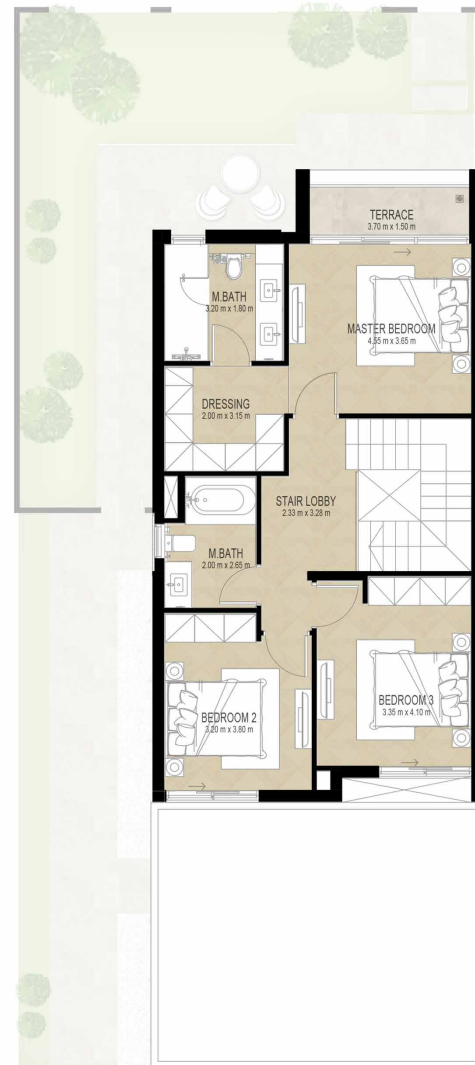 TERRACE
3.70 m x 1.50 m
M.BATH
3.20 m x 1.80 m
MASTER BEDROOM
4.55 m x 3.65 m
DRESSING
2.00 m x 3.15 m
STAIR LOBBY
2.33 m x 3.28 m
M.BATH
2.00 m x 2.65 m
BEDROOM 3
3.35 m x 4.10 m
BEDROOM 2
3.20 m x 3.80 m